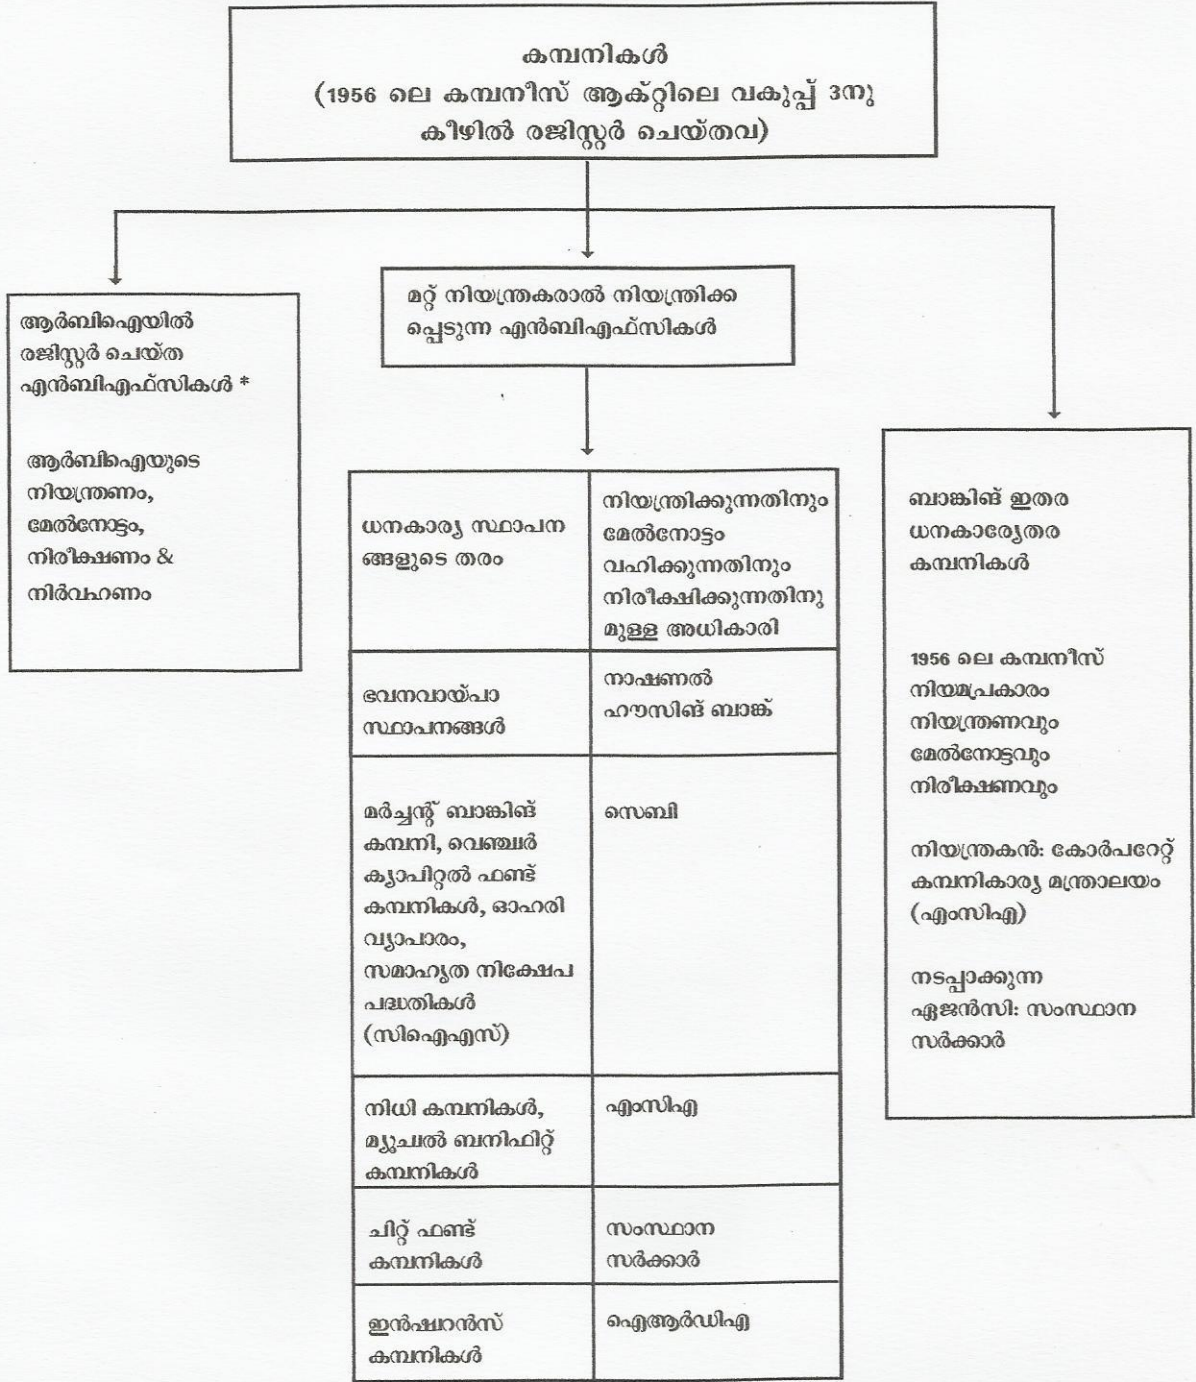 കമ്പനികൾ
(1956 ലെ കമ്പനീസ് ആക്റ്റിലെ വകുപ്പ് 3നു
കീഴിൽ രജിസ്റ്റർ ചെയ്തവ)
ആർബിഐയിൽ
രജിസ്റ്റർ ചെയ്ത
എൻബിഎഫ്സികൾ *
ആർബിഐയുടെ
നിയന്ത്രണം,
മേൽനോട്ടം,
നിരീക്ഷണം &
നിർവഹണം
മറ്റ് നിയന്ത്രകരാൽ നിയന്ത്രിക്ക
പ്പെടുന്ന എൻബിഎഫ്സികൾ
ധനകാര്യ സ്ഥാപന
ങ്ങളുടെ തരം
നിയന്ത്രിക്കുന്നതിനും
മേൽനോട്ടം
വഹിക്കുന്നതിനും
നിരീക്ഷിക്കുന്നതിനു
മുള്ള അധികാരി
ഭവനവായ്പാ
സ്ഥാപനങ്ങൾ
നാഷണൽ
ഹൗസിങ് ബാങ്ക്
മർച്ചന്റ് ബാങ്കിങ്
കമ്പനി, വെഞ്ചർ
ക്യാപിറ്റൽ ഫണ്ട്
കമ്പനികൾ, ഓഹരി
വ്യാപാരം,
സമാഹൃത നിക്ഷേപ
പദ്ധതികൾ
(സിഐഎസ്)
സെബി
നിധി കമ്പനികൾ,
മ്യൂചൽ ബനിഫിറ്റ്
കമ്പനികൾ
എംസിഎ
ചിറ്റ് ഫണ്ട്
കമ്പനികൾ
സംസ്ഥാന
സർക്കാർ
ഇൻഷ്വറൻസ്
കമ്പനികൾ
ഐആർഡിഎ
ബാങ്കിങ് ഇതര
ധനകാര്യേതര
കമ്പനികൾ
1956 ലെ കമ്പനീസ്
നിയമപ്രകാരം
നിയന്ത്രണവും
മേൽനോട്ടവും
നിരീക്ഷണവും
നിയന്ത്രകൻ: കോർപറേറ്റ്
കമ്പനികാര്യ മന്ത്രാലയം
(എംസിഎ)
നടപ്പാക്കുന്ന
ഏജൻസി: സംസ്ഥാന
സർക്കാർ